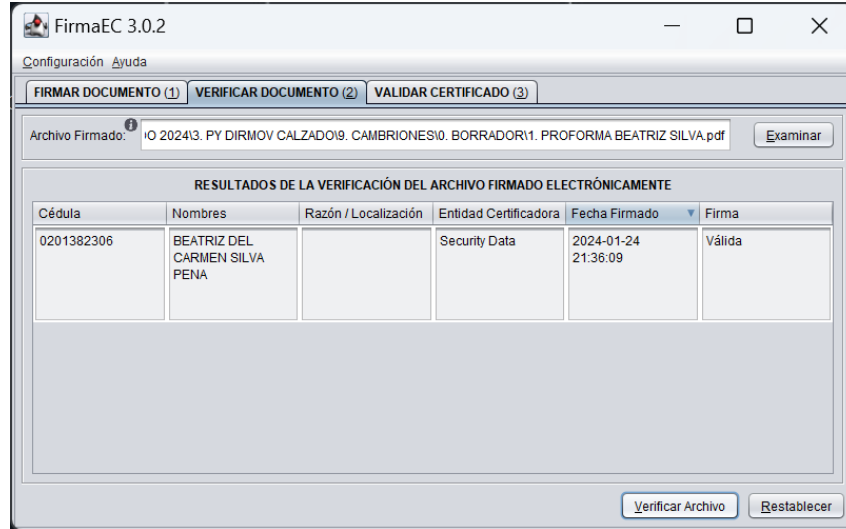 FirmaEC 3.0.2
Configuración Ayuda
FIRMAR DOCUMENTO (1) VERIFICAR DOCUMENTO (2) VALIDAR CERTIFICADO (3)
Archivo Firmado: IO 2024\3. PY DIRMOV CALZADO\9. CAMBRIONES\0. BORRADOR\1. PROFORMA BEATRIZ SILVA.pdf Examinar
RESULTADOS DE LA VERIFICACIÓN DEL ARCHIVO FIRMADO ELECTRÓNICAMENTE
Cédula Nombres Razón / Localización Entidad Certificadora Fecha Firmado Firma
0201382306 BEATRIZ DEL Security Data 2024-01-24 Válida
CARMEN SILVA 21:36:09
PENA
Verificar Archivo Restablecer